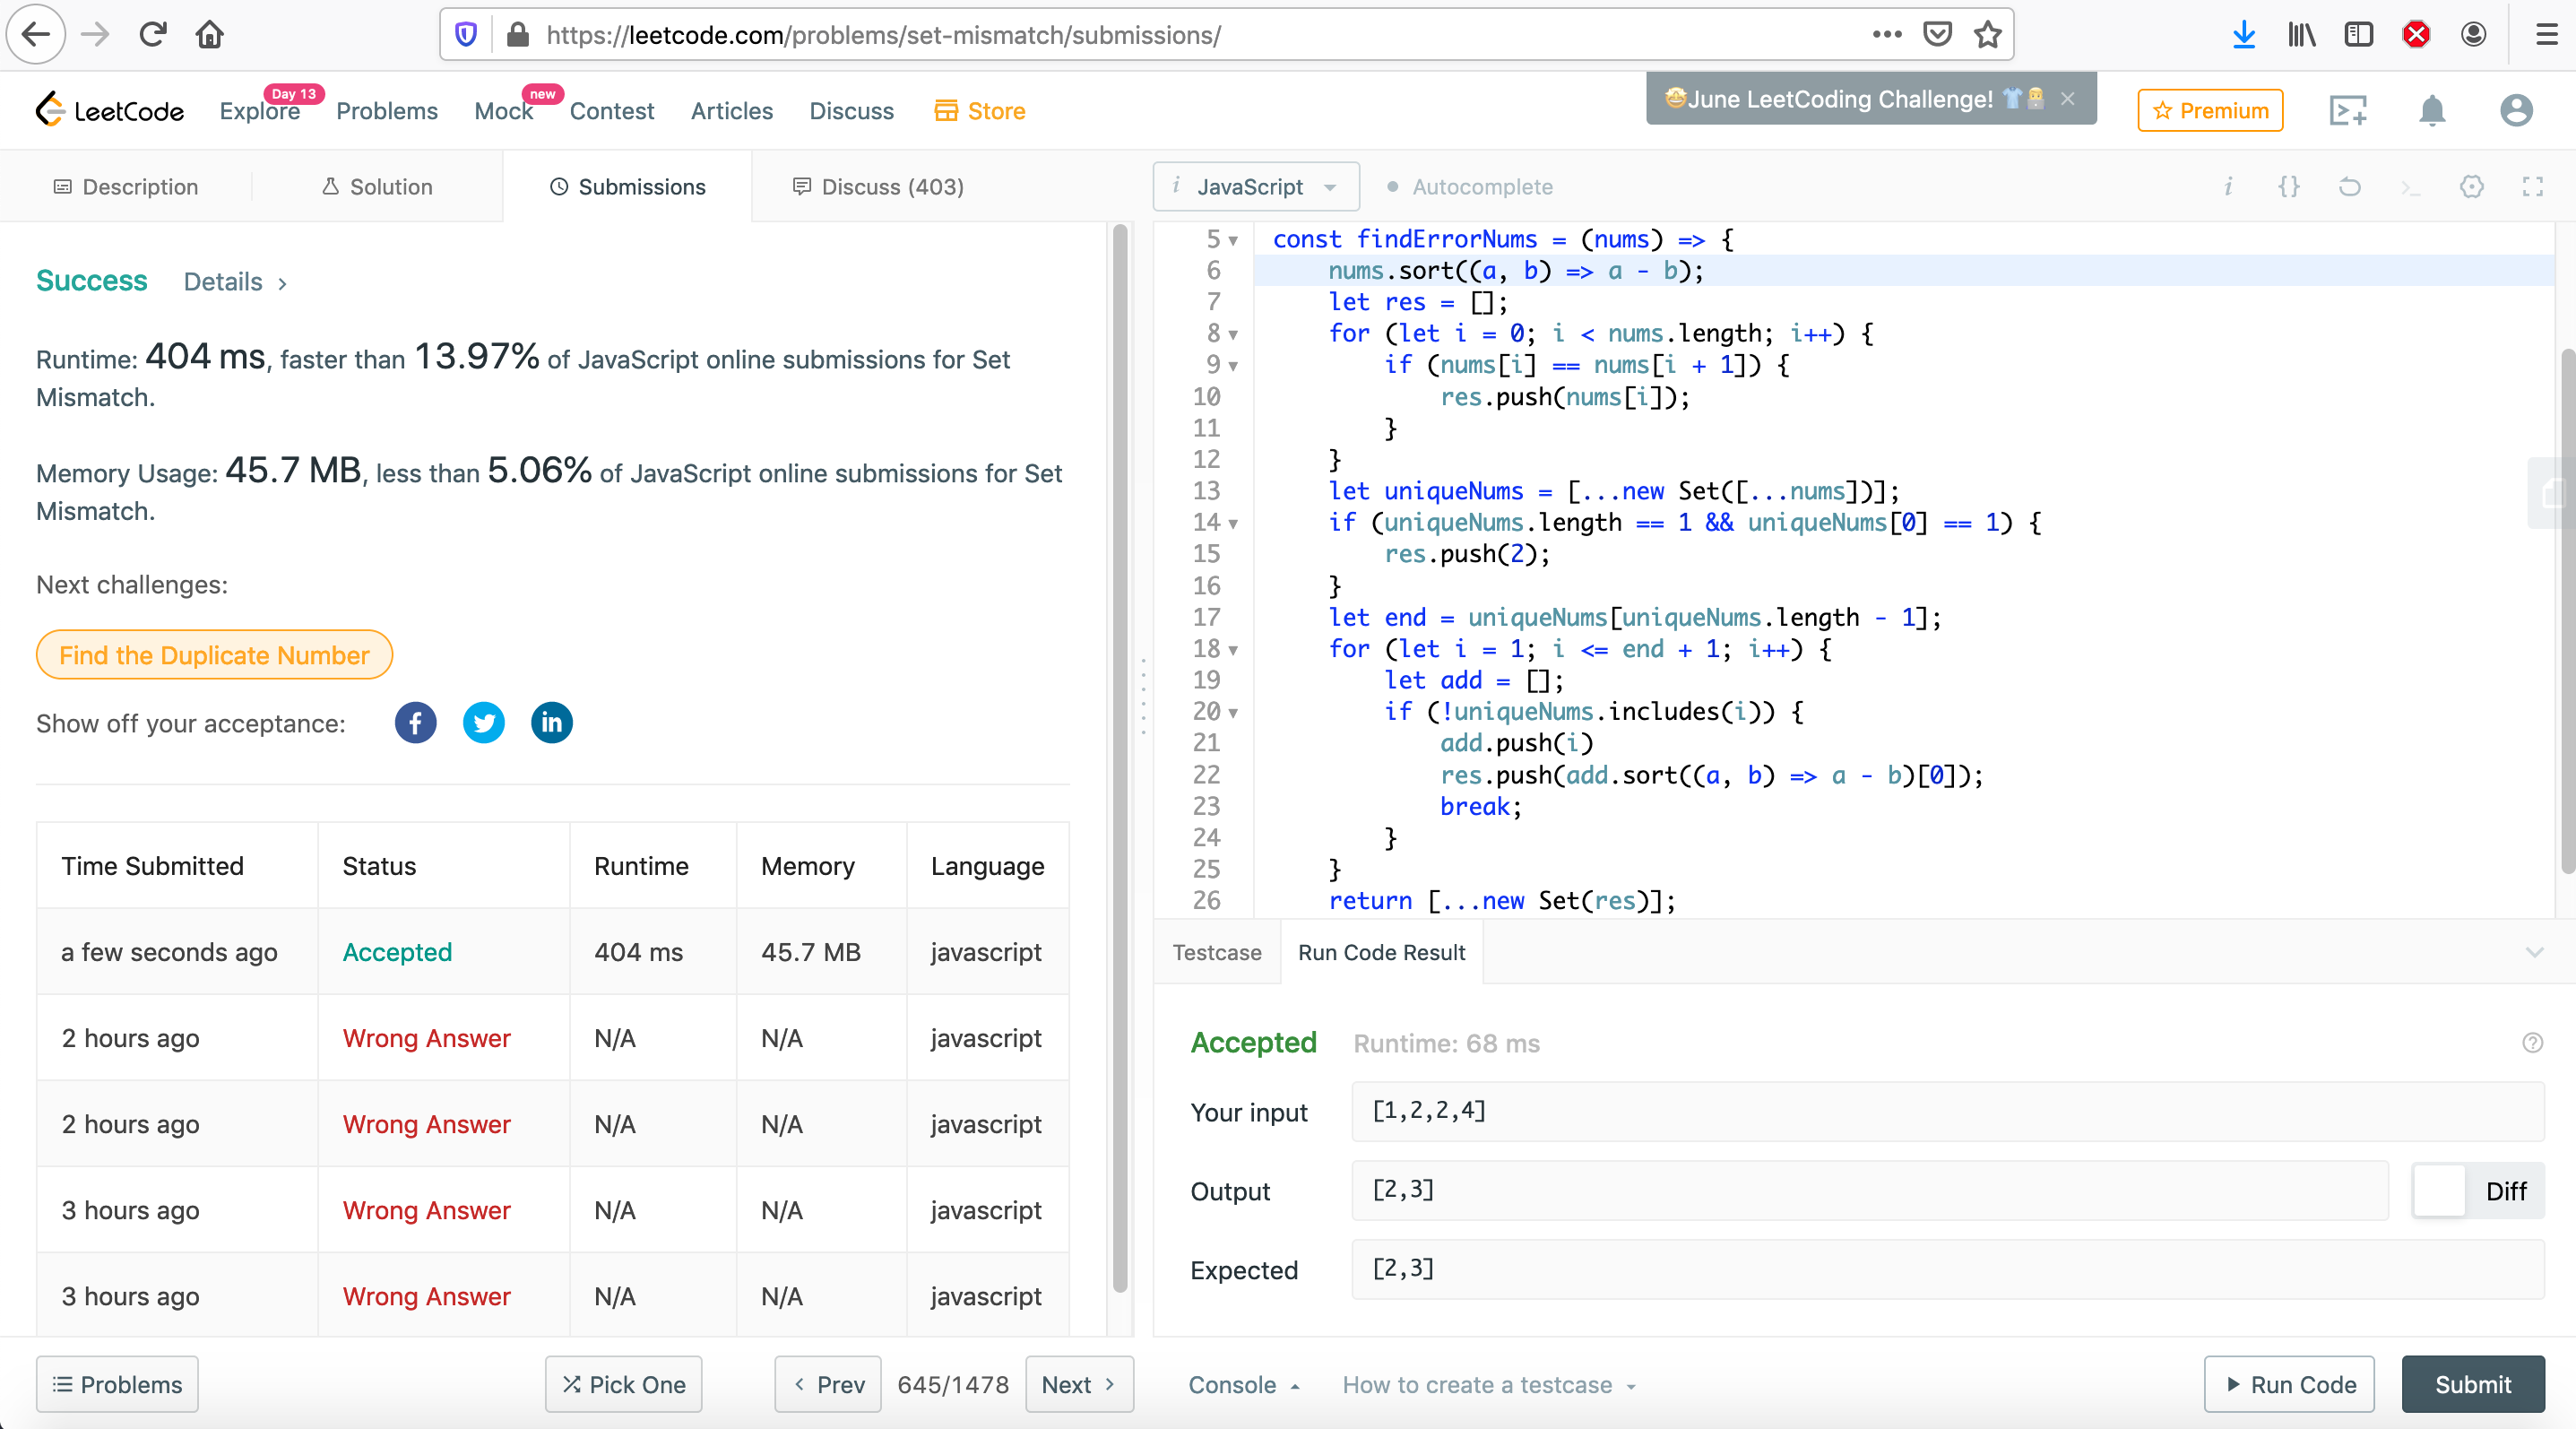 https://leetcode.com/problems/set-mismatch/submissions/
LeetCode
Explore
Day 13
Problems
Mock
new
Contest
Articles
Discuss
Store
🤩June LeetCoding Challenge! 👕
Premium
Description
Solution
Submissions
Discuss (403)
i JavaScript
Autocomplete
Success Details
Runtime: 404 ms, faster than 13.97% of JavaScript online submissions for Set
Mismatch.
Memory Usage: 45.7 MB, less than 5.06% of JavaScript online submissions for Set
Mismatch.
Next challenges:
Find the Duplicate Number
Show off your acceptance:
Time Submitted Status Runtime Memory Language
a few seconds ago Accepted 404 ms 45.7 MB javascript
2 hours ago Wrong Answer N/A N/A javascript
2 hours ago Wrong Answer N/A N/A javascript
3 hours ago Wrong Answer N/A N/A javascript
3 hours ago Wrong Answer N/A N/A javascript
Problems
Pick One
Prev
645/1478
Next
5 const findErrorNums = (nums) => {
6 nums.sort((a, b) => a - b);
7 let res = [];
8 for (let i = 0; i < nums.length; i++) {
9 if (nums[i] == nums[i + 1]) {
10 res.push(nums[i]);
11 }
12 }
13 let uniqueNums = [...new Set([...nums])];
14 if (uniqueNums.length == 1 && uniqueNums[0] == 1) {
15 res.push(2);
16 }
17 let end = uniqueNums[uniqueNums.length - 1];
18 for (let i = 1; i <= end + 1; i++) {
19 let add = [];
20 if (!uniqueNums.includes(i)) {
21 add.push(i)
22 res.push(add.sort((a, b) => a - b)[0]);
23 break;
24 }
25 }
26 return [...new Set(res)];
Testcase
Run Code Result
Accepted Runtime: 68 ms
Your input [1,2,2,4]
Output [2,3]
Diff
Expected [2,3]
Console
How to create a testcase
Run Code
Submit